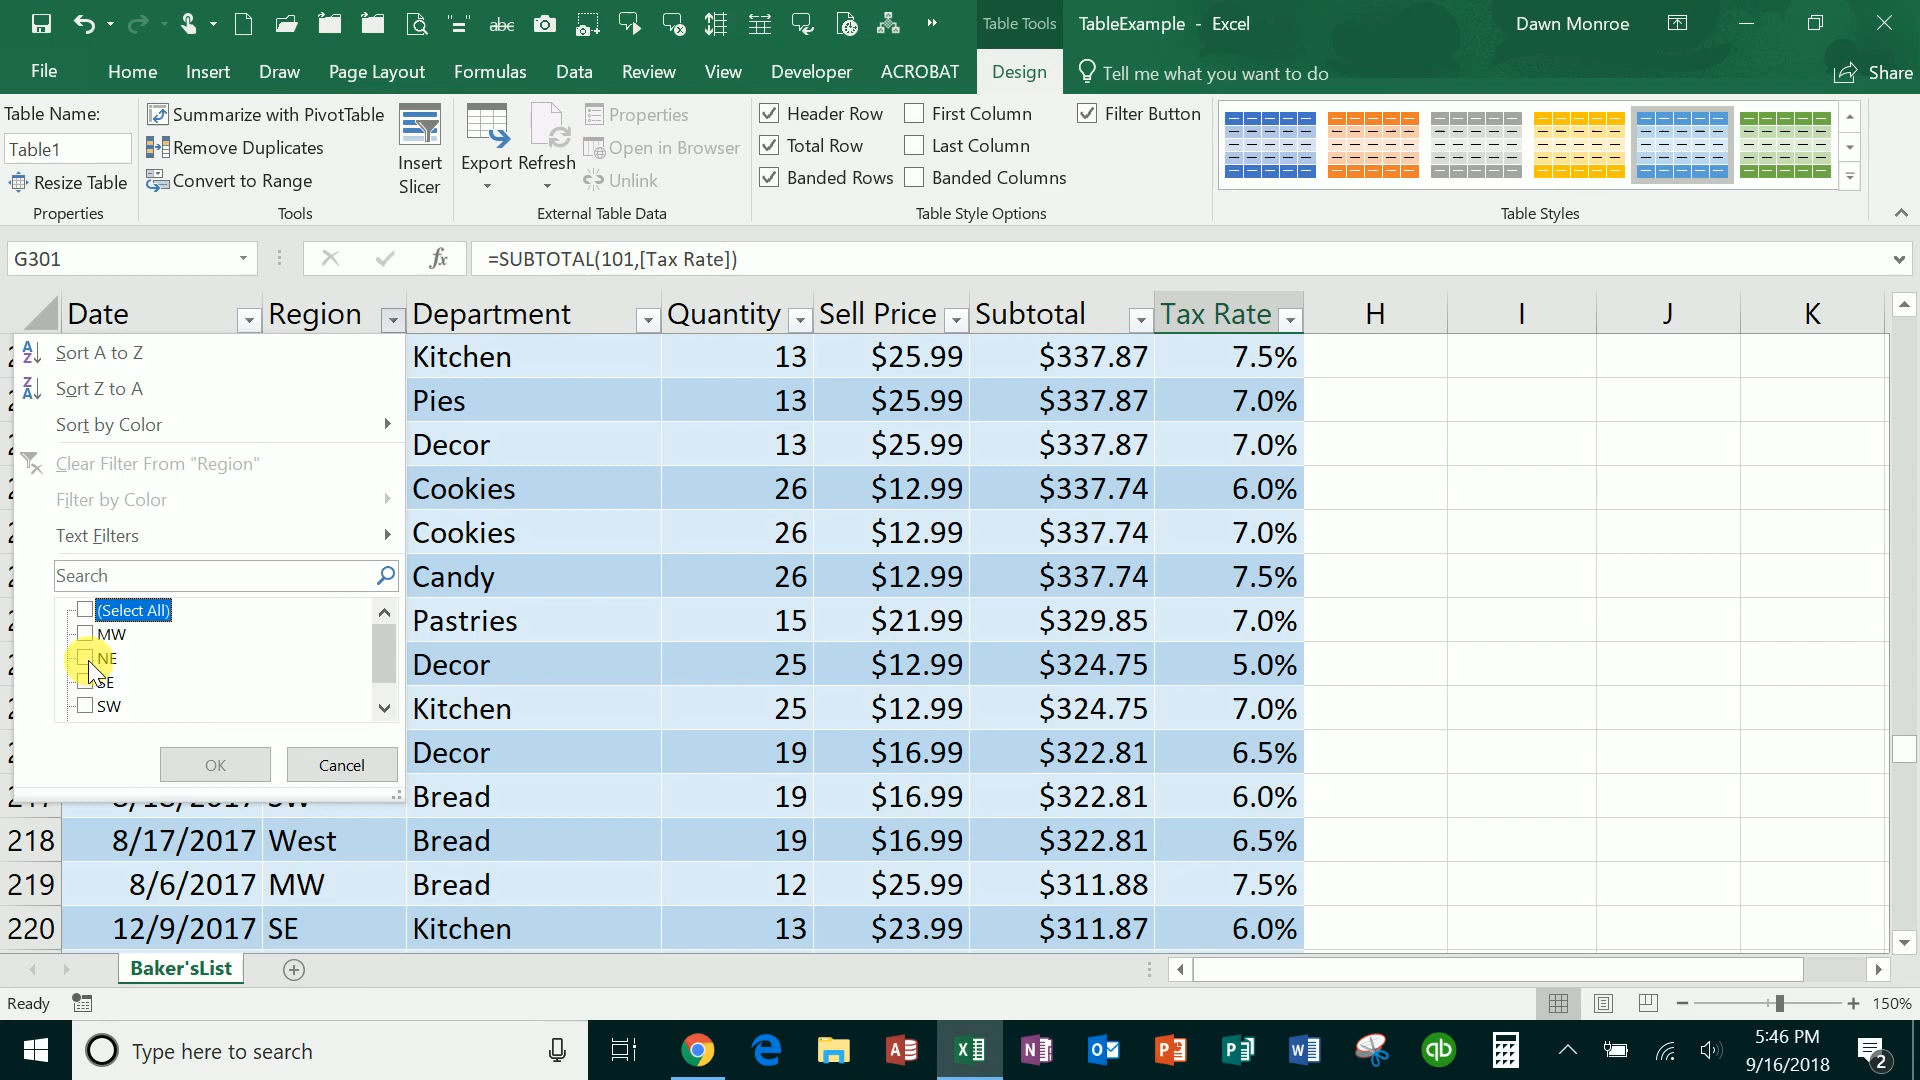 Table Tools TableExample - Excel Dawn Monroe
File Home Insert Draw Page Layout Formulas Data Review View Developer ACROBAT Design Tell me what you want to do Share
Table Name:
Table1
Resize Table
Properties
Summarize with PivotTable
Remove Duplicates
Convert to Range
Tools
Insert
Slicer
Export Refresh
Properties
Open in Browser
Unlink
External Table Data
Header Row First Column Filter Button
Total Row Last Column
Banded Rows Banded Columns
Table Style Options
Table Styles
G301 fx =SUBTOTAL(101,[Tax Rate])
Date Region Department Quantity Sell Price Subtotal Tax Rate H I J K
Sort A to Z
Sort Z to A
Sort by Color
Clear Filter From "Region"
Filter by Color
Text Filters
Search
(Select All)
MW
NE
SE
SW
OK Cancel
Kitchen 13 $25.99 $337.87 7.5%
Pies 13 $25.99 $337.87 7.0%
Decor 13 $25.99 $337.87 7.0%
Cookies 26 $12.99 $337.74 6.0%
Cookies 26 $12.99 $337.74 7.0%
Candy 26 $12.99 $337.74 7.5%
Pastries 15 $21.99 $329.85 7.0%
Decor 25 $12.99 $324.75 5.0%
Kitchen 25 $12.99 $324.75 7.0%
Decor 19 $16.99 $322.81 6.5%
Bread 19 $16.99 $322.81 6.0%
218 8/17/2017 West Bread 19 $16.99 $322.81 6.5%
219 8/6/2017 MW Bread 12 $25.99 $311.88 7.5%
220 12/9/2017 SE Kitchen 13 $23.99 $311.87 6.0%
Baker'sList
Ready 150%
Type here to search
5:46 PM
9/16/2018
2